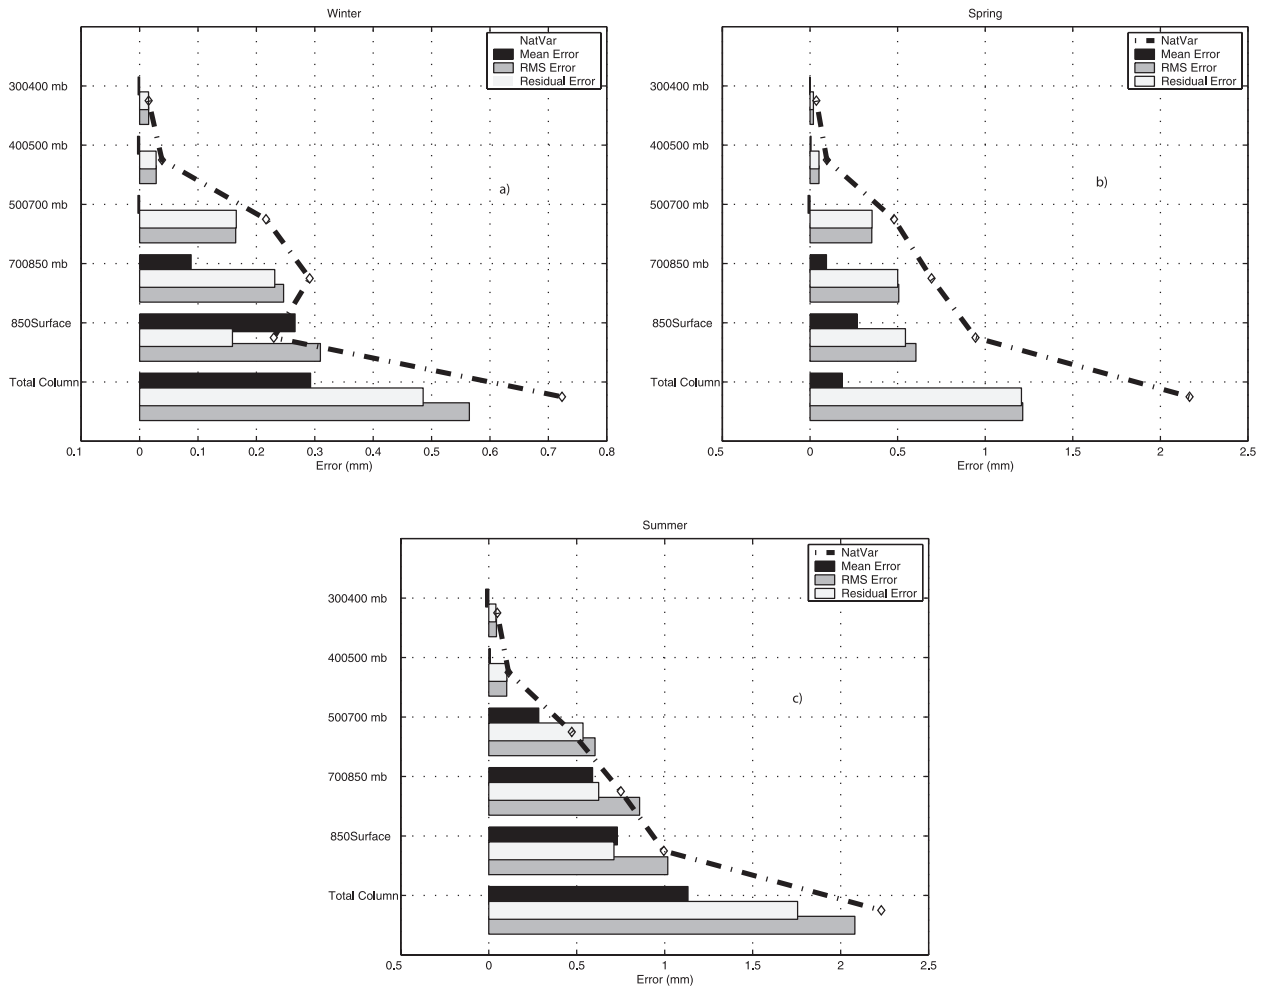 Winter
NatVar
Mean Error
RMS Error
Residual Error
300400 mb
400500 mb
500700 mb
700850 mb
850Surface
Total Column
a)
0.1 0 0.1 0.2 0.3 0.4 0.5 0.6 0.7 0.8
Error (mm)
Spring
NatVar
Mean Error
RMS Error
Residual Error
300400 mb
400500 mb
500700 mb
700850 mb
850Surface
Total Column
b)
0.5 0 0.5 1 1.5 2 2.5
Error (mm)
Summer
NatVar
Mean Error
RMS Error
Residual Error
300400 mb
400500 mb
500700 mb
700850 mb
850Surface
Total Column
c)
0.5 0 0.5 1 1.5 2 2.5
Error (mm)